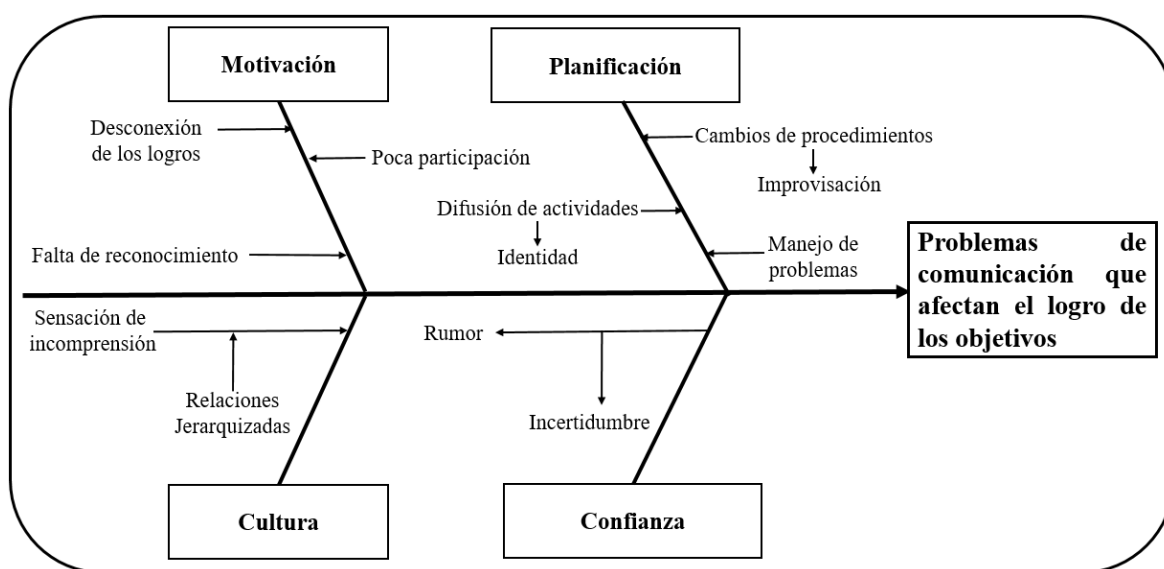 Motivación
Planificación
Desconexión
de los logros
Poca participación
Cambios de procedimientos
Improvisación
Difusión de actividades
Identidad
Falta de reconocimiento
Manejo de
problemas
Problemas de
comunicación que
afectan el logro de
los objetivos
Sensación de
incomprensión
Relaciones
Jerarquizadas
Rumor
Incertidumbre
Cultura
Confianza